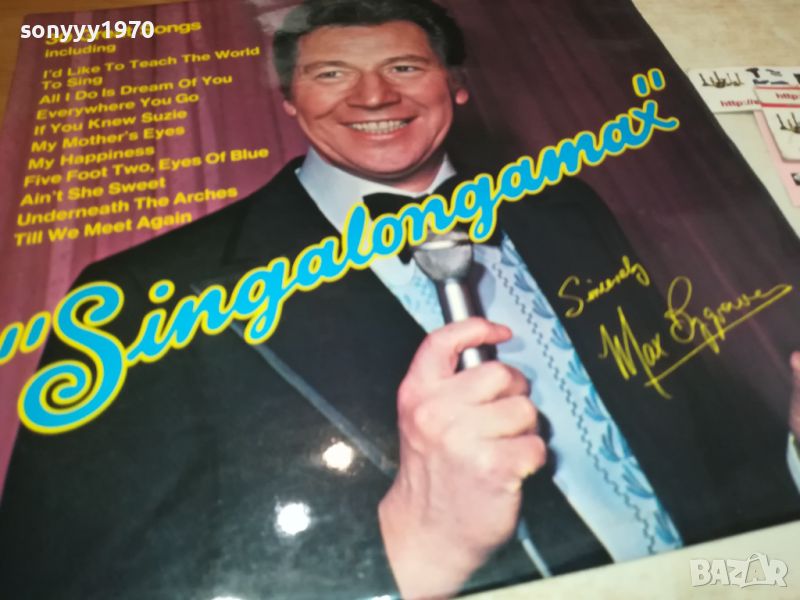 sonyyy1970
Songs
including
I'd Like To Teach The World
To Sing
All I Do Is Dream Of You
Everywhere You Go
If You Knew Suzie
My Mother's Eyes
My Happiness
Five Foot Two, Eyes Of Blue
Ain't She Sweet
Underneath The Arches
Till We Meet Again
"Singalongamax"
Sincerely
Max Bygraves
http://
http
BAZAR